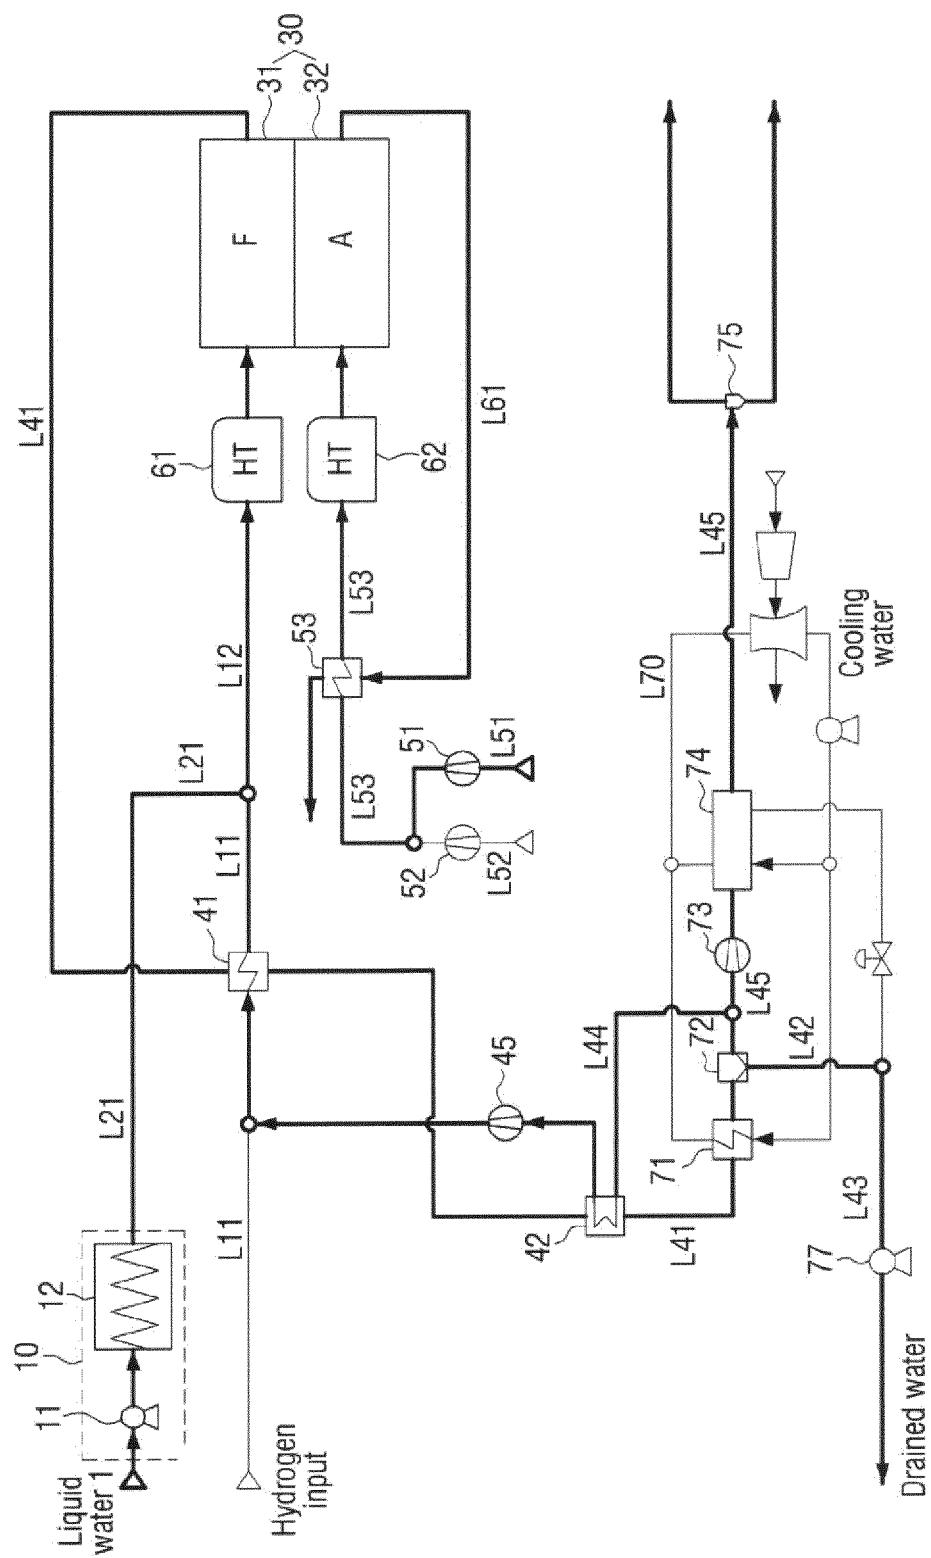 Liquid
water 1
10
11
12
L21
L21
L41
Hydrogen
input
L11
L11
L12
41
61
HT
F
31
30
32
A
HT
62
L53
53
L53
L61
51
L51
52
L52
45
42
L44
L41
71
72
L45
73
74
L70
L45
75
L42
L43
77
Cooling
water
Drained water